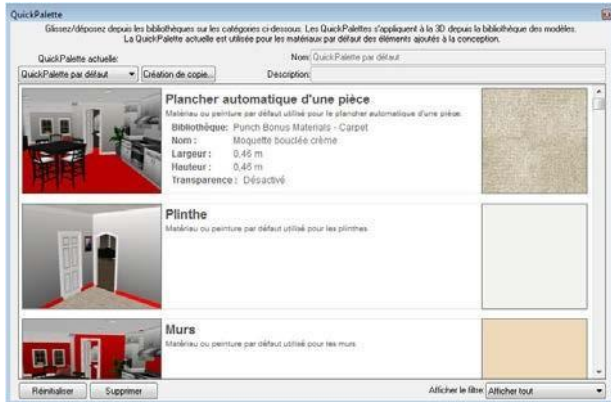 QuickPalette
Glissez/déposez depuis les bibliothèques sur les catégories ci-dessous. Les QuickPalettes s'appliquent à la 3D depuis la bibliothèque des modèles.
La QuickPalette actuelle est utilisée pour les matériaux par défaut des éléments ajoutés à la conception.
QuickPalette actuelle:
Nom: QuickPalette par défaut
QuickPalette par défaut
Création de copie...
Description:
Plancher automatique d'une pièce
Matériau ou peinture par défaut utilisé pour le plancher automatique d'une pièce.
Bibliothèque: Punch Bonus Materials - Carpet
Nom : Moquette bouclée crème
Largeur : 0,46 m
Hauteur : 0,46 m
Transparence : Désactivé
Plinthe
Matériau ou peinture par défaut utilisé pour les plinthes.
Murs
Matériau ou peinture par défaut utilisé pour les murs.
Réinitialiser
Supprimer
Afficher le filtre: Afficher tout